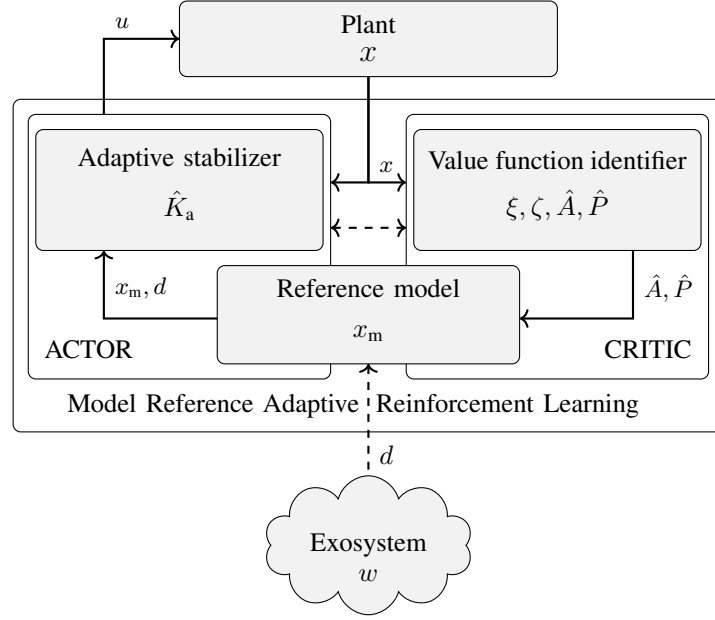 Plant
x
u
Adaptive stabilizer
K̂ₐ
x
Value function identifier
ξ, ζ, Â, P̂
xₘ, d
Reference model
xₘ
Â, P̂
ACTOR
CRITIC
Model Reference Adaptive Reinforcement Learning
d
Exosystem
w